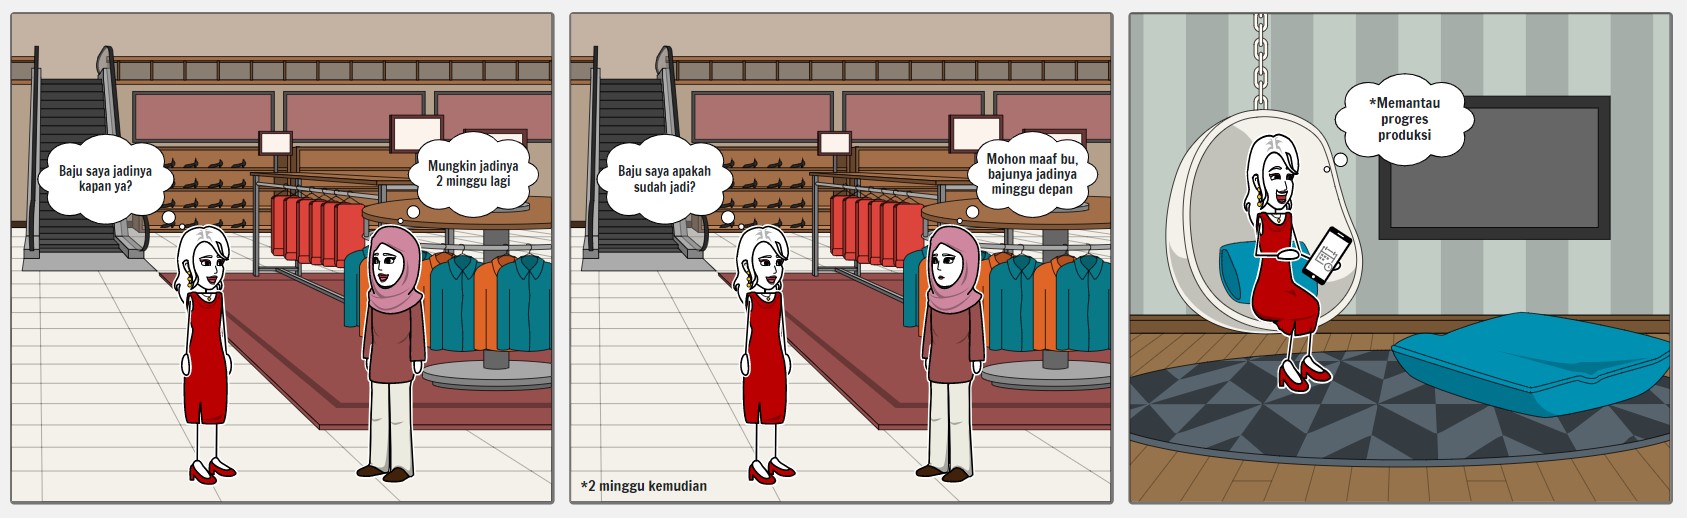 Baju saya jadinya
kapan ya?
Mungkin jadinya
2 minggu lagi
Baju saya apakah
sudah jadi?
Mohon maaf bu,
bajunya jadinya
minggu depan
*2 minggu kemudian
*Memantau
progres
produksi